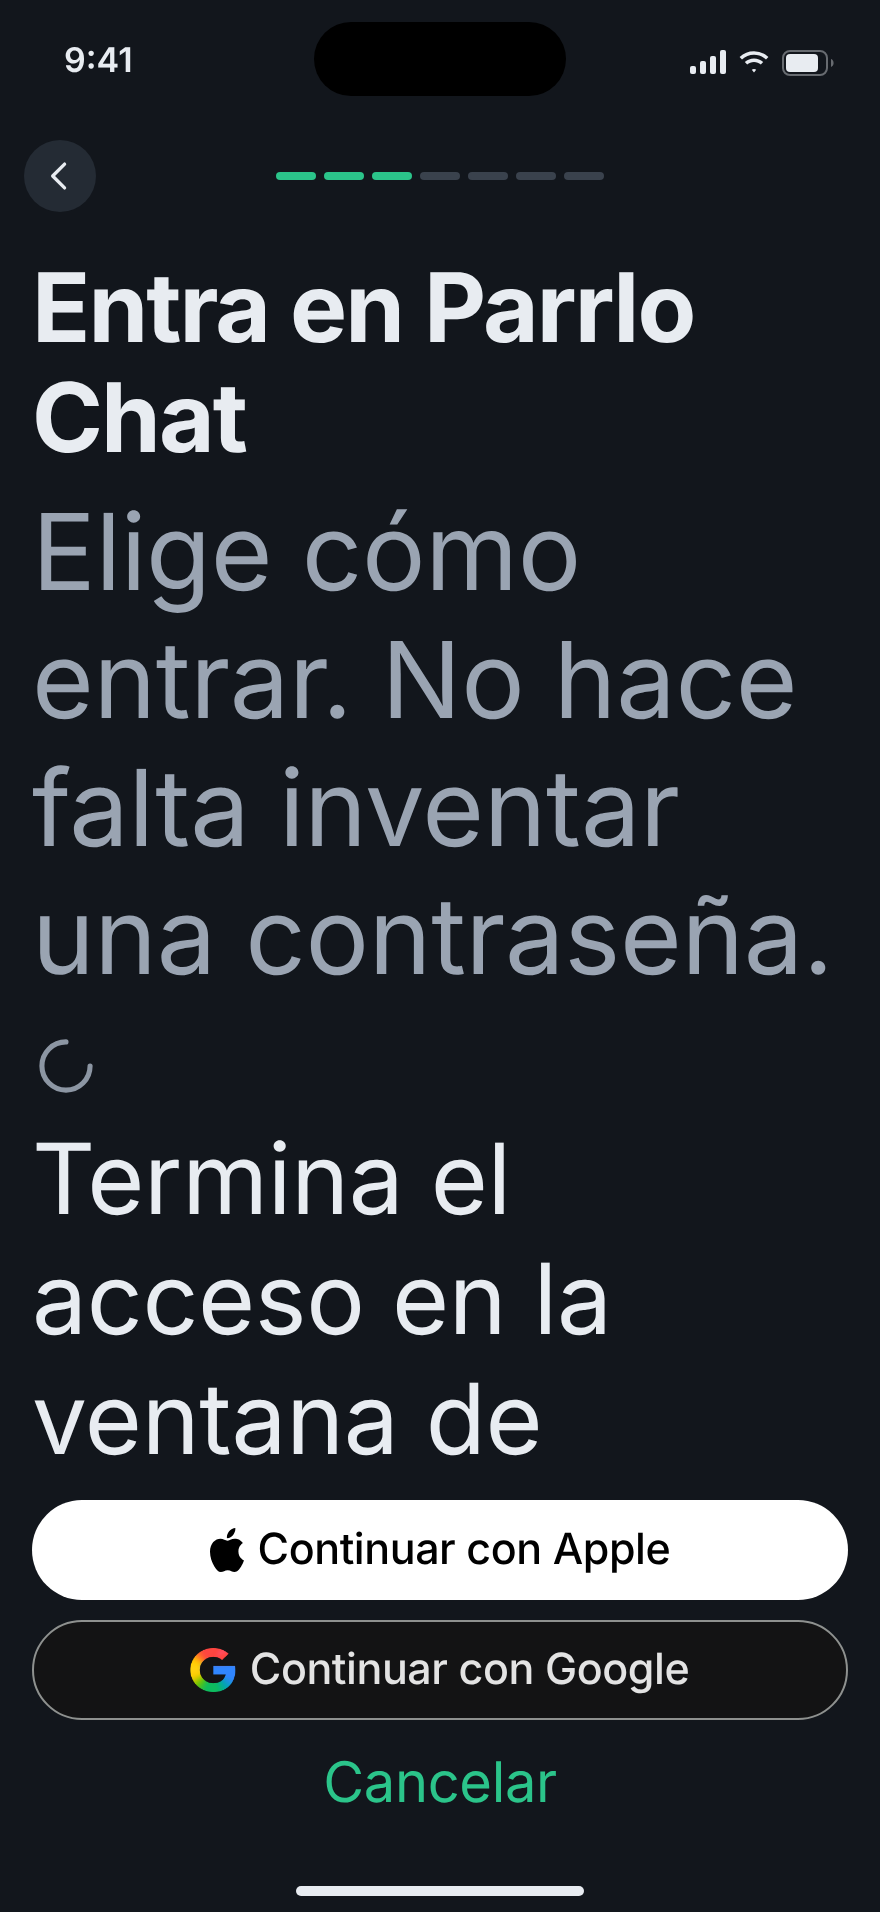 9:41
Entra en Parrlo
Chat
Elige cómo
entrar. No hace
falta inventar
una contraseña.
Termina el
acceso en la
ventana de
Continuar con Apple
Continuar con Google
Cancelar